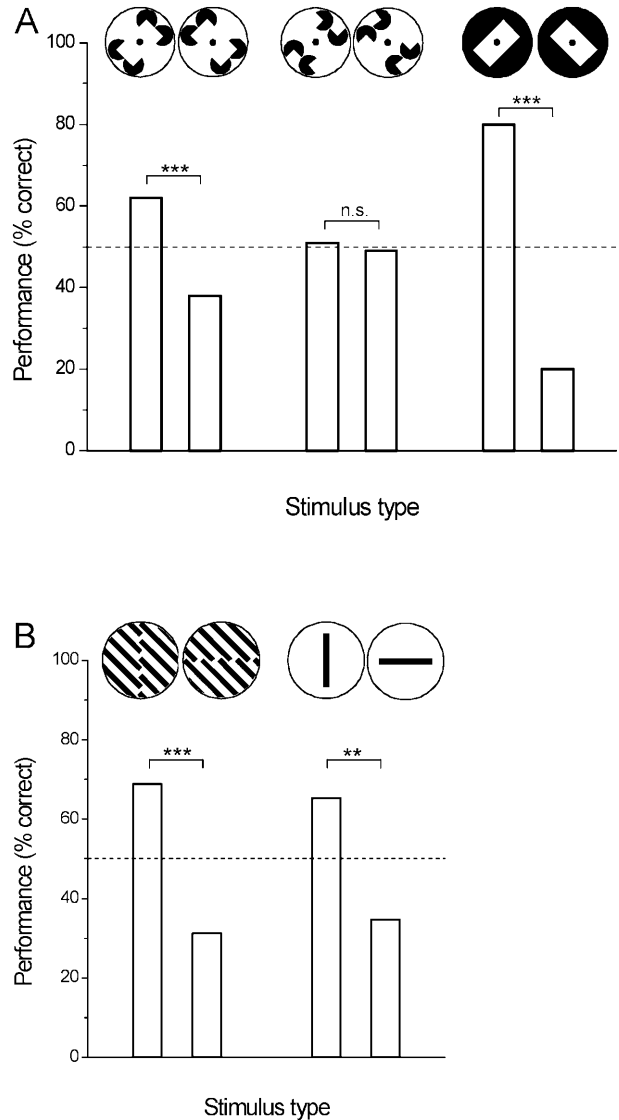 A
Performance (% correct)
100
80
60
40
20
0
***
n.s.
***
Stimulus type
B
Performance (% correct)
100
80
60
40
20
0
***
**
Stimulus type